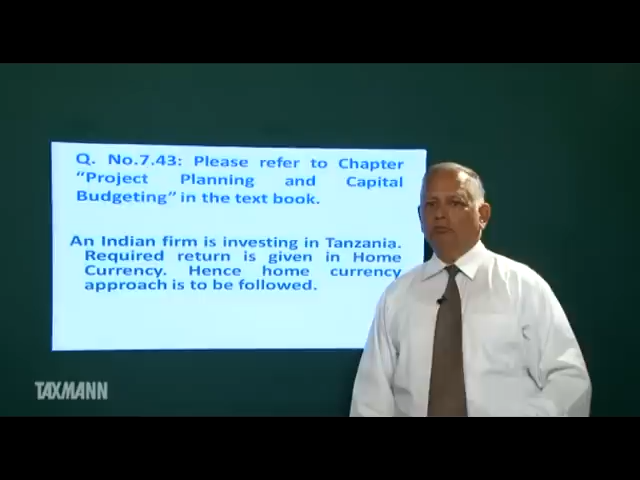 Q. No.7.43: Please refer to Chapter
“Project Planning and Capital
Budgeting” in the text book.
An Indian firm is investing in Tanzania.
Required return is given in Home
Currency. Hence home currency
approach is to be followed.
TAXMANN